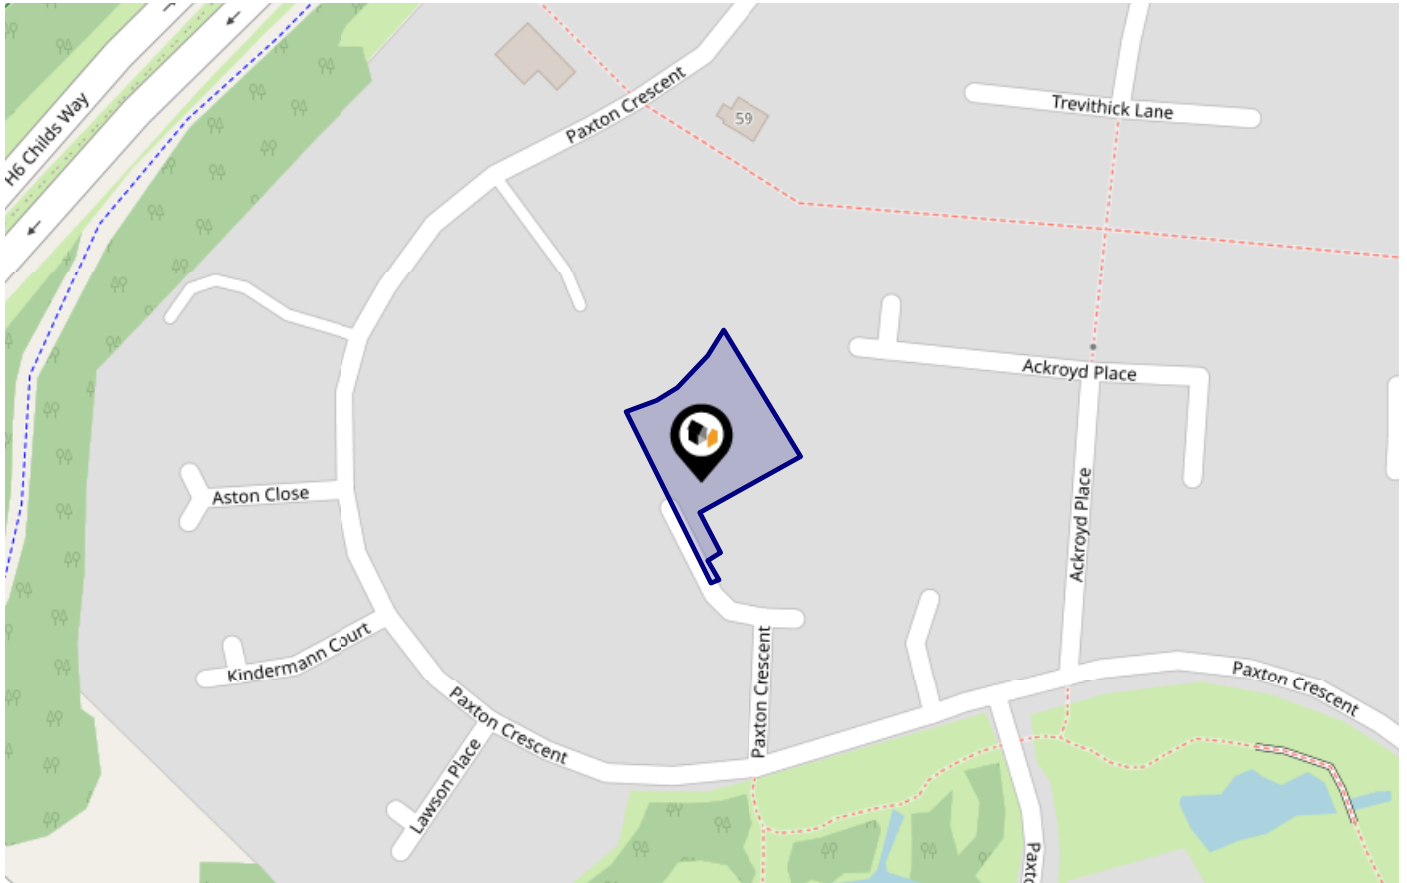 H6 Childs Way
Paxton Crescent
59
Trevithick Lane
Ackroyd Place
Ackroyd Place
Aston Close
Kindermann Court
Paxton Crescent
Lawson Place
Paxton Crescent
Paxton Crescent
Paxtc